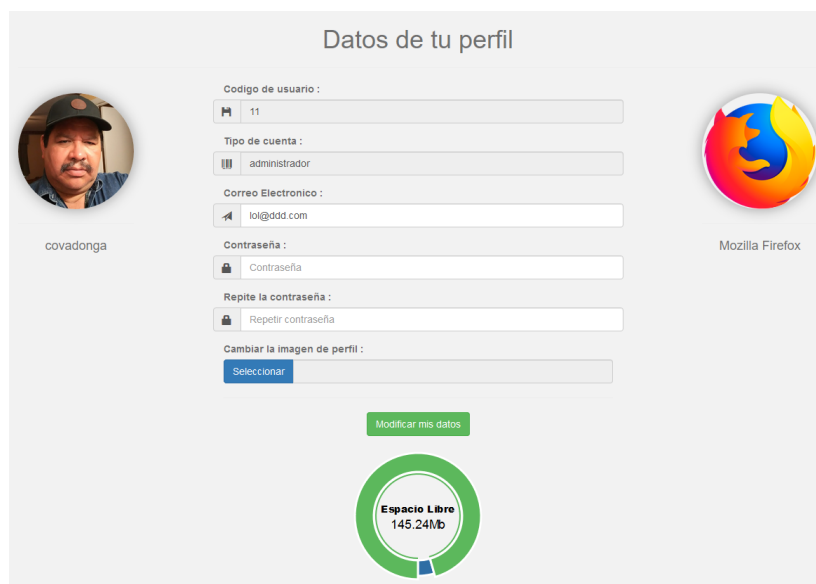 Datos de tu perfil
Codigo de usuario :
11
Tipo de cuenta :
administrador
Correo Electronico :
lol@ddd.com
covadonga
Mozilla Firefox
Contraseña :
Contraseña
Repite la contraseña :
Repetir contraseña
Cambiar la imagen de perfil :
Seleccionar
Modificar mis datos
Espacio Libre
145.24Mb